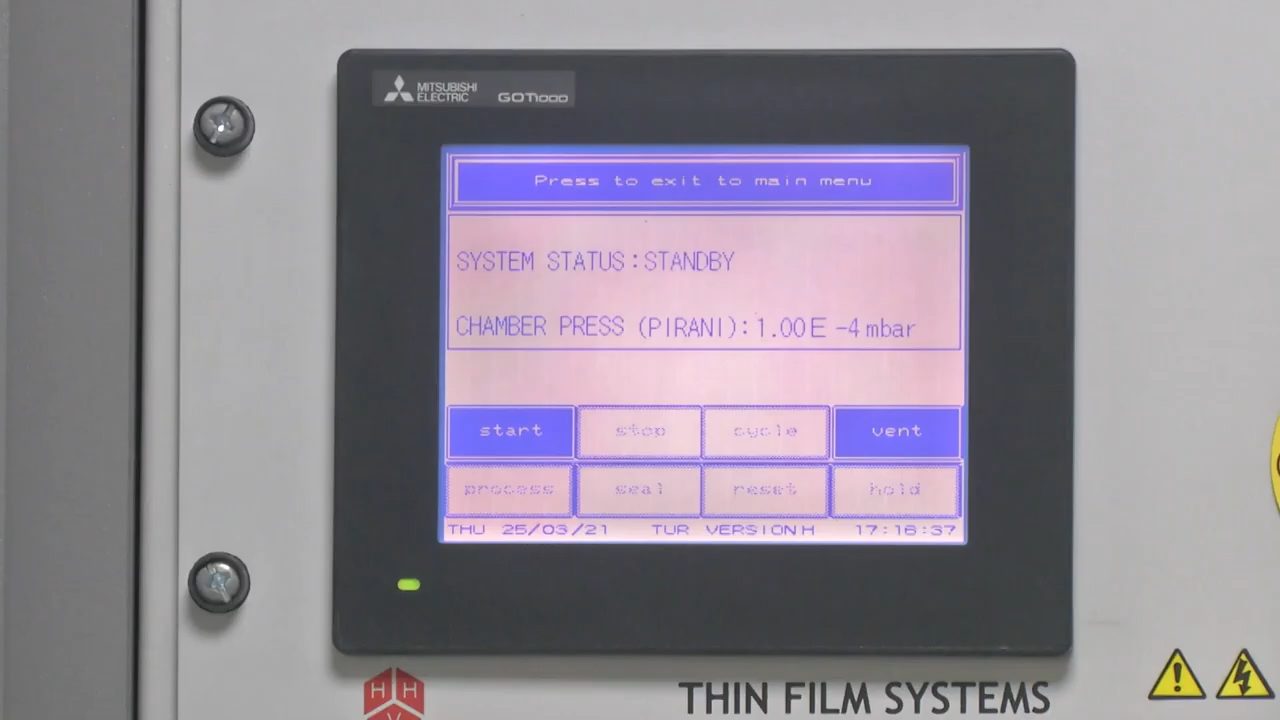 MITSUBISHI
ELECTRIC GOT1000
Press to exit to main menu
SYSTEM STATUS:STANDBY
CHAMBER PRESS (PIRANI):1.00E -4 mbar
start stop cycle vent
process seal reset hold
THU 25/03/21 TUR VERSION H 17:16:37
H H
V
THIN FILM SYSTEMS